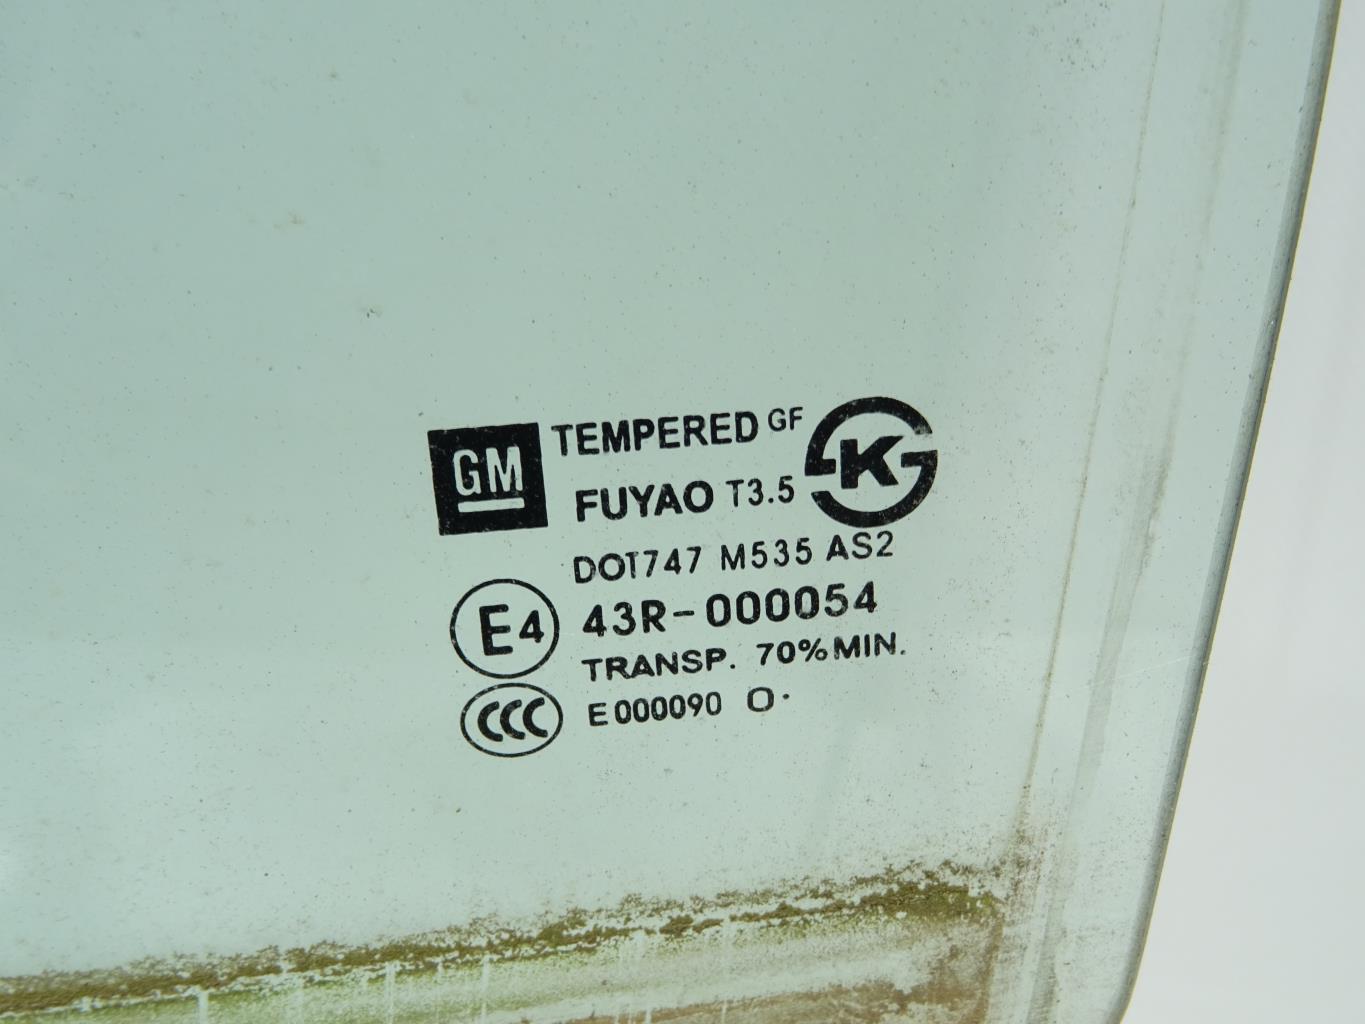 GM TEMPERED GF K
FUYAO T3.5
DOT747 M535 AS2
E4 43R-000054
TRANSP. 70%MIN.
CCC E000090 O·